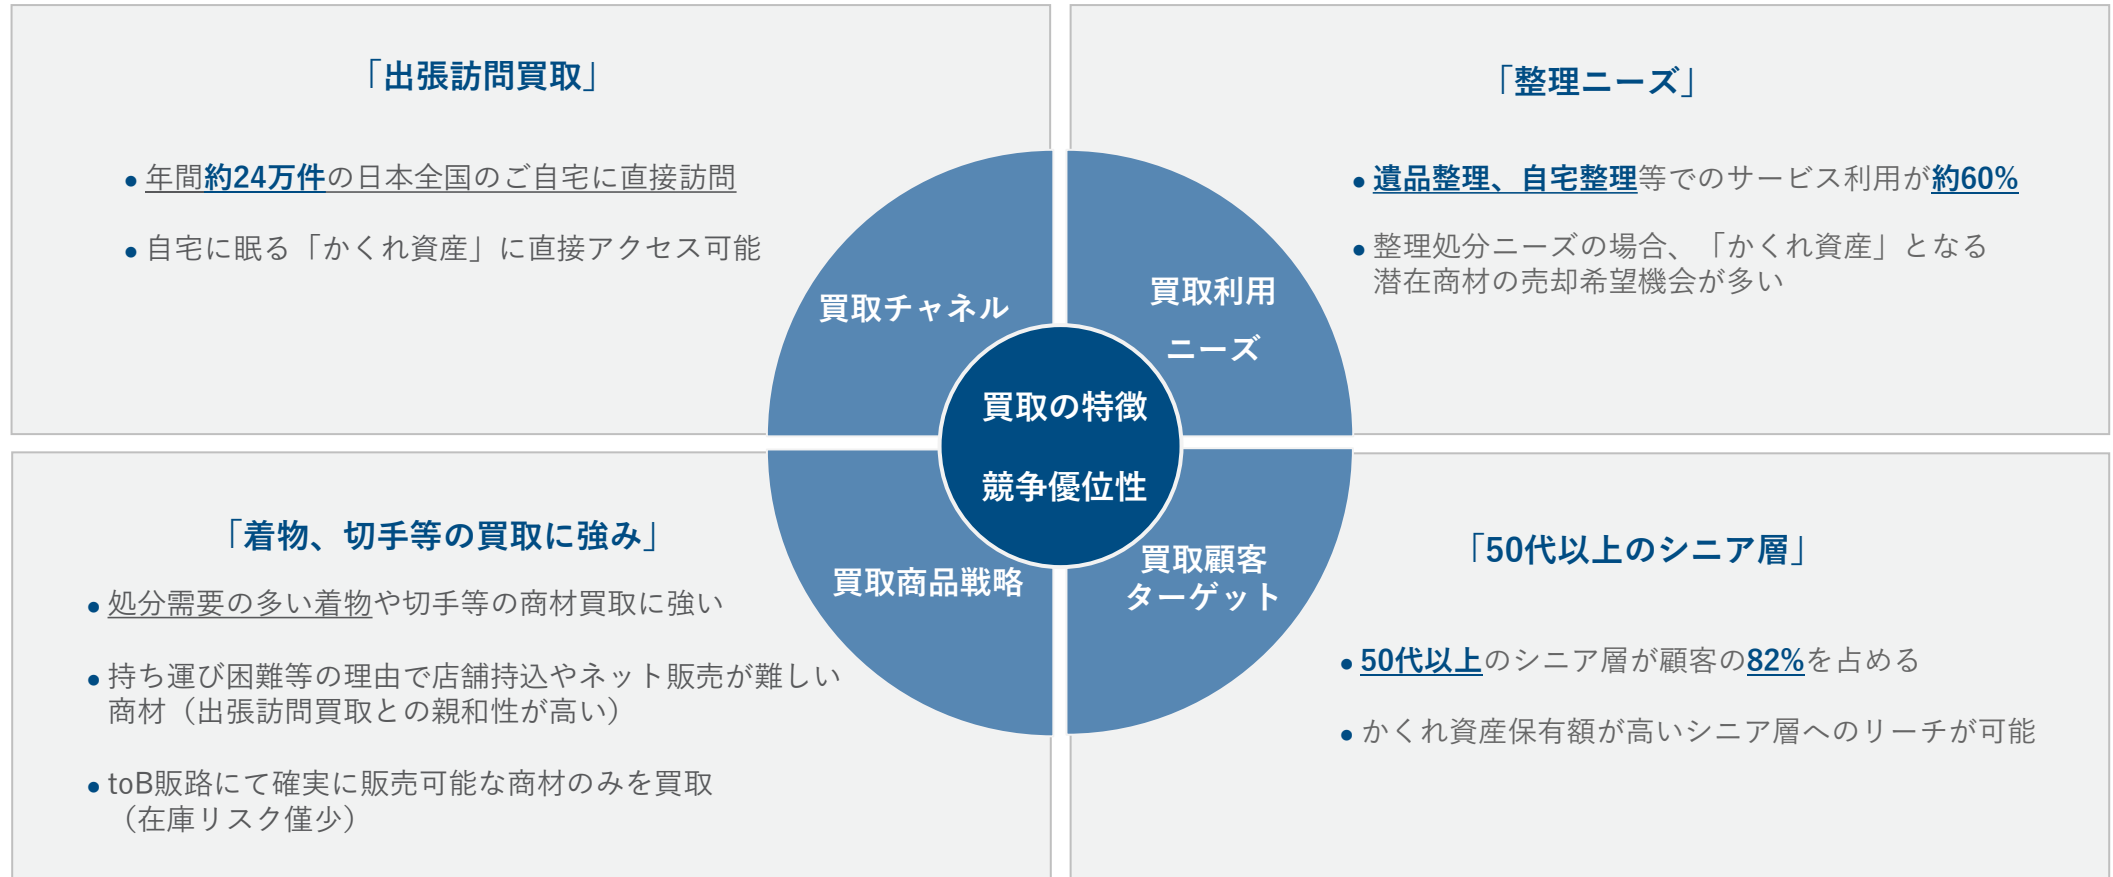 「出張訪問買取」
● 年間約24万件の日本全国のご自宅に直接訪問
● 自宅に眠る「かくれ資産」に直接アクセス可能
買取チャネル
「整理ニーズ」
● 遺品整理、自宅整理等でのサービス利用が約60%
● 整理処分ニーズの場合、「かくれ資産」となる
潜在商材の売却希望機会が多い
買取利用
ニーズ
買取の特徴
競争優位性
「着物、切手等の買取に強み」
● 処分需要の多い着物や切手等の商材買取に強い
● 持ち運び困難等の理由で店舗持込やネット販売が難しい
商材（出張訪問買取との親和性が高い）
● toB販路にて確実に販売可能な商材のみを買取
（在庫リスク僅少）
買取商品戦略
買取顧客
ターゲット
「50代以上のシニア層」
● 50代以上のシニア層が顧客の82%を占める
● かくれ資産保有額が高いシニア層へのリーチが可能